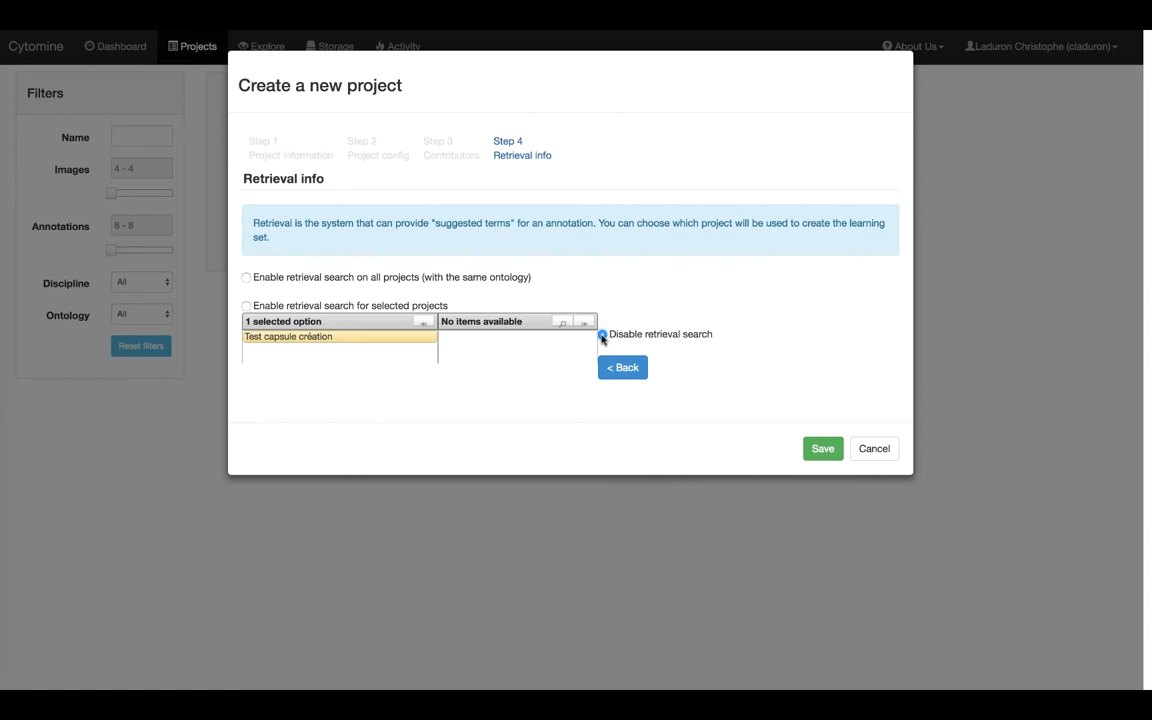 Cytomine Dashboard Projects Explore Storage Activity About Us Laduron Christophe (claduron)
Create a new project
Filters
Name
Images 4 - 4
Annotations 8 - 8
Discipline All
Ontology All
Reset filters
Step 1 Step 2 Step 3 Step 4
Project information Project config Contributors Retrieval info
Retrieval info
Retrieval is the system that can provide "suggested terms" for an annotation. You can choose which project will be used to create the learning
set.
Enable retrieval search on all projects (with the same ontology)
Enable retrieval search for selected projects
1 selected option No items available
Test capsule création
Disable retrieval search
< Back
Save Cancel